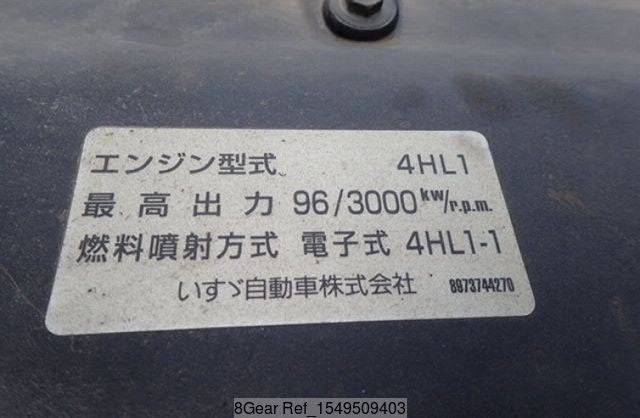 エンジン型式 4HL1
最高出力 96/3000kw/r.p.m.
燃料噴射方式 電子式 4HL1-1
いすゞ自動車株式会社 8973744270
8Gear Ref_1549509403